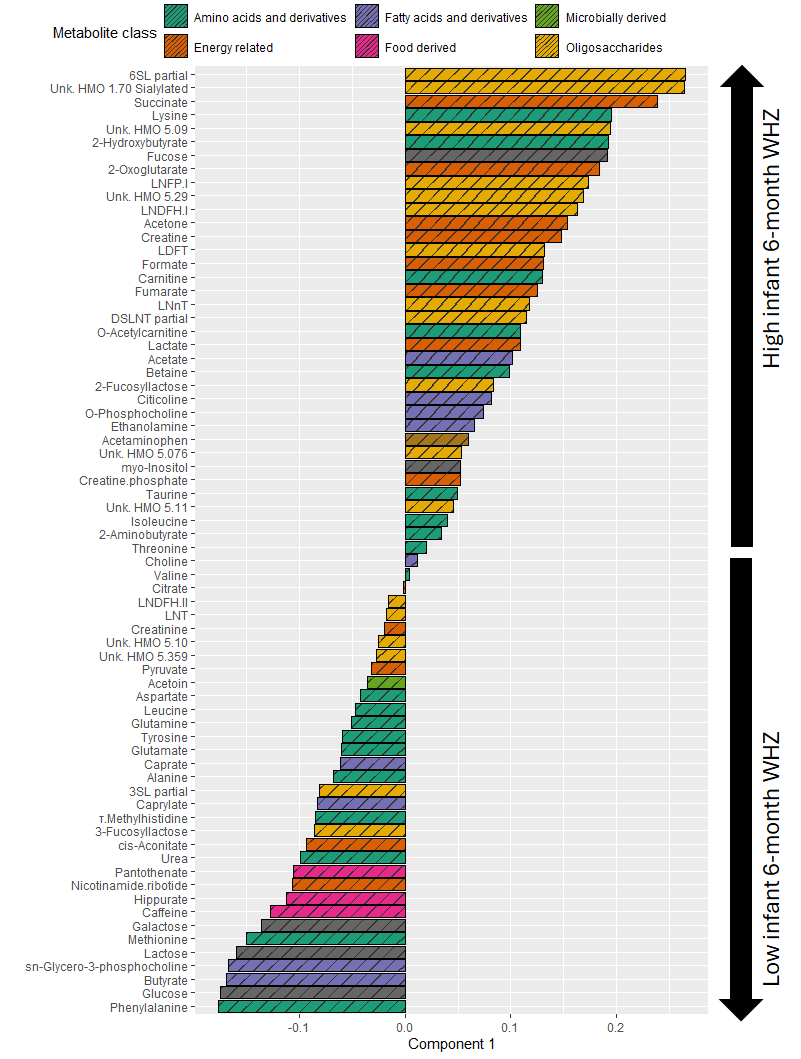 Metabolite class
Amino acids and derivatives
Fatty acids and derivatives
Microbially derived
Energy related
Food derived
Oligosaccharides
6SL partial
Unk. HMO 1.70 Sialylated
Succinate
Lysine
Unk. HMO 5.09
2-Hydroxybutyrate
Fucose
2-Oxoglutarate
LNFP.I
Unk. HMO 5.29
LNDFH.I
Acetone
Creatine
LDFT
Formate
Carnitine
Fumarate
LNnT
DSLNT partial
O-Acetylcarnitine
Lactate
Acetate
Betaine
2-Fucosyllactose
Citicoline
O-Phosphocholine
Ethanolamine
Acetaminophen
Unk. HMO 5.076
myo-Inositol
Creatine.phosphate
Taurine
Unk. HMO 5.11
Isoleucine
2-Aminobutyrate
Threonine
Choline
Valine
Citrate
LNDFH.II
LNT
Creatinine
Unk. HMO 5.10
Unk. HMO 5.359
Pyruvate
Acetoin
Aspartate
Leucine
Glutamine
Tyrosine
Glutamate
Caprate
Alanine
3SL partial
Caprylate
τ.Methylhistidine
3-Fucosyllactose
cis-Aconitate
Urea
Pantothenate
Nicotinamide.ribotide
Hippurate
Caffeine
Galactose
Methionine
Lactose
sn-Glycero-3-phosphocholine
Butyrate
Glucose
Phenylalanine
-0.1
0.0
0.1
0.2
Component 1
High infant 6-month WHZ
Low infant 6-month WHZ